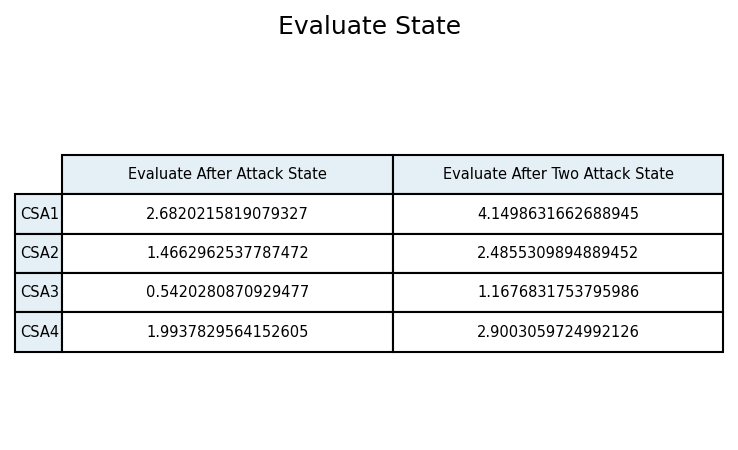 Evaluate State
Evaluate After Attack State Evaluate After Two Attack State
CSA1 2.6820215819079327 4.1498631662688945
CSA2 1.4662962537787472 2.4855309894889452
CSA3 0.5420280870929477 1.1676831753795986
CSA4 1.9937829564152605 2.9003059724992126